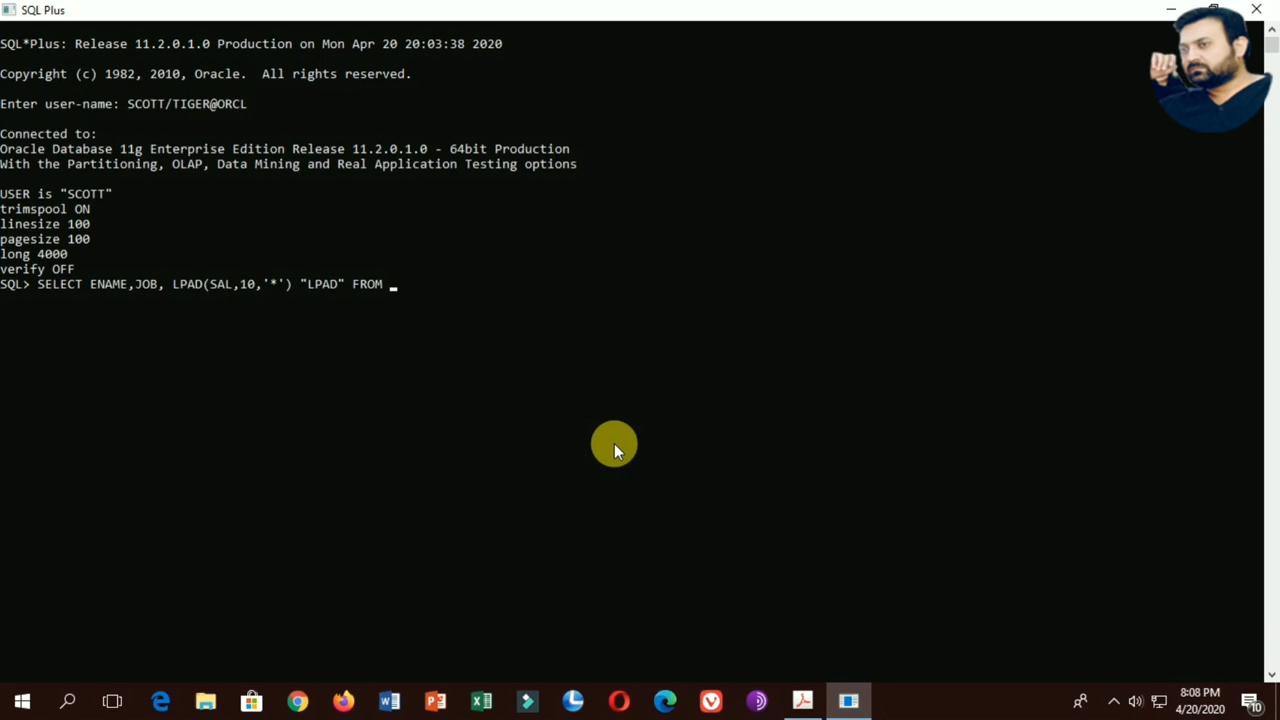 SQL Plus
SQL*Plus: Release 11.2.0.1.0 Production on Mon Apr 20 20:03:38 2020
Copyright (c) 1982, 2010, Oracle.  All rights reserved.
Enter user-name: SCOTT/TIGER@ORCL
Connected to:
Oracle Database 11g Enterprise Edition Release 11.2.0.1.0 - 64bit Production
With the Partitioning, OLAP, Data Mining and Real Application Testing options
USER is "SCOTT"
trimspool ON
linesize 100
pagesize 100
long 4000
verify OFF
SQL> SELECT ENAME,JOB, LPAD(SAL,10,'*') "LPAD" FROM _
8:08 PM
4/20/2020
10